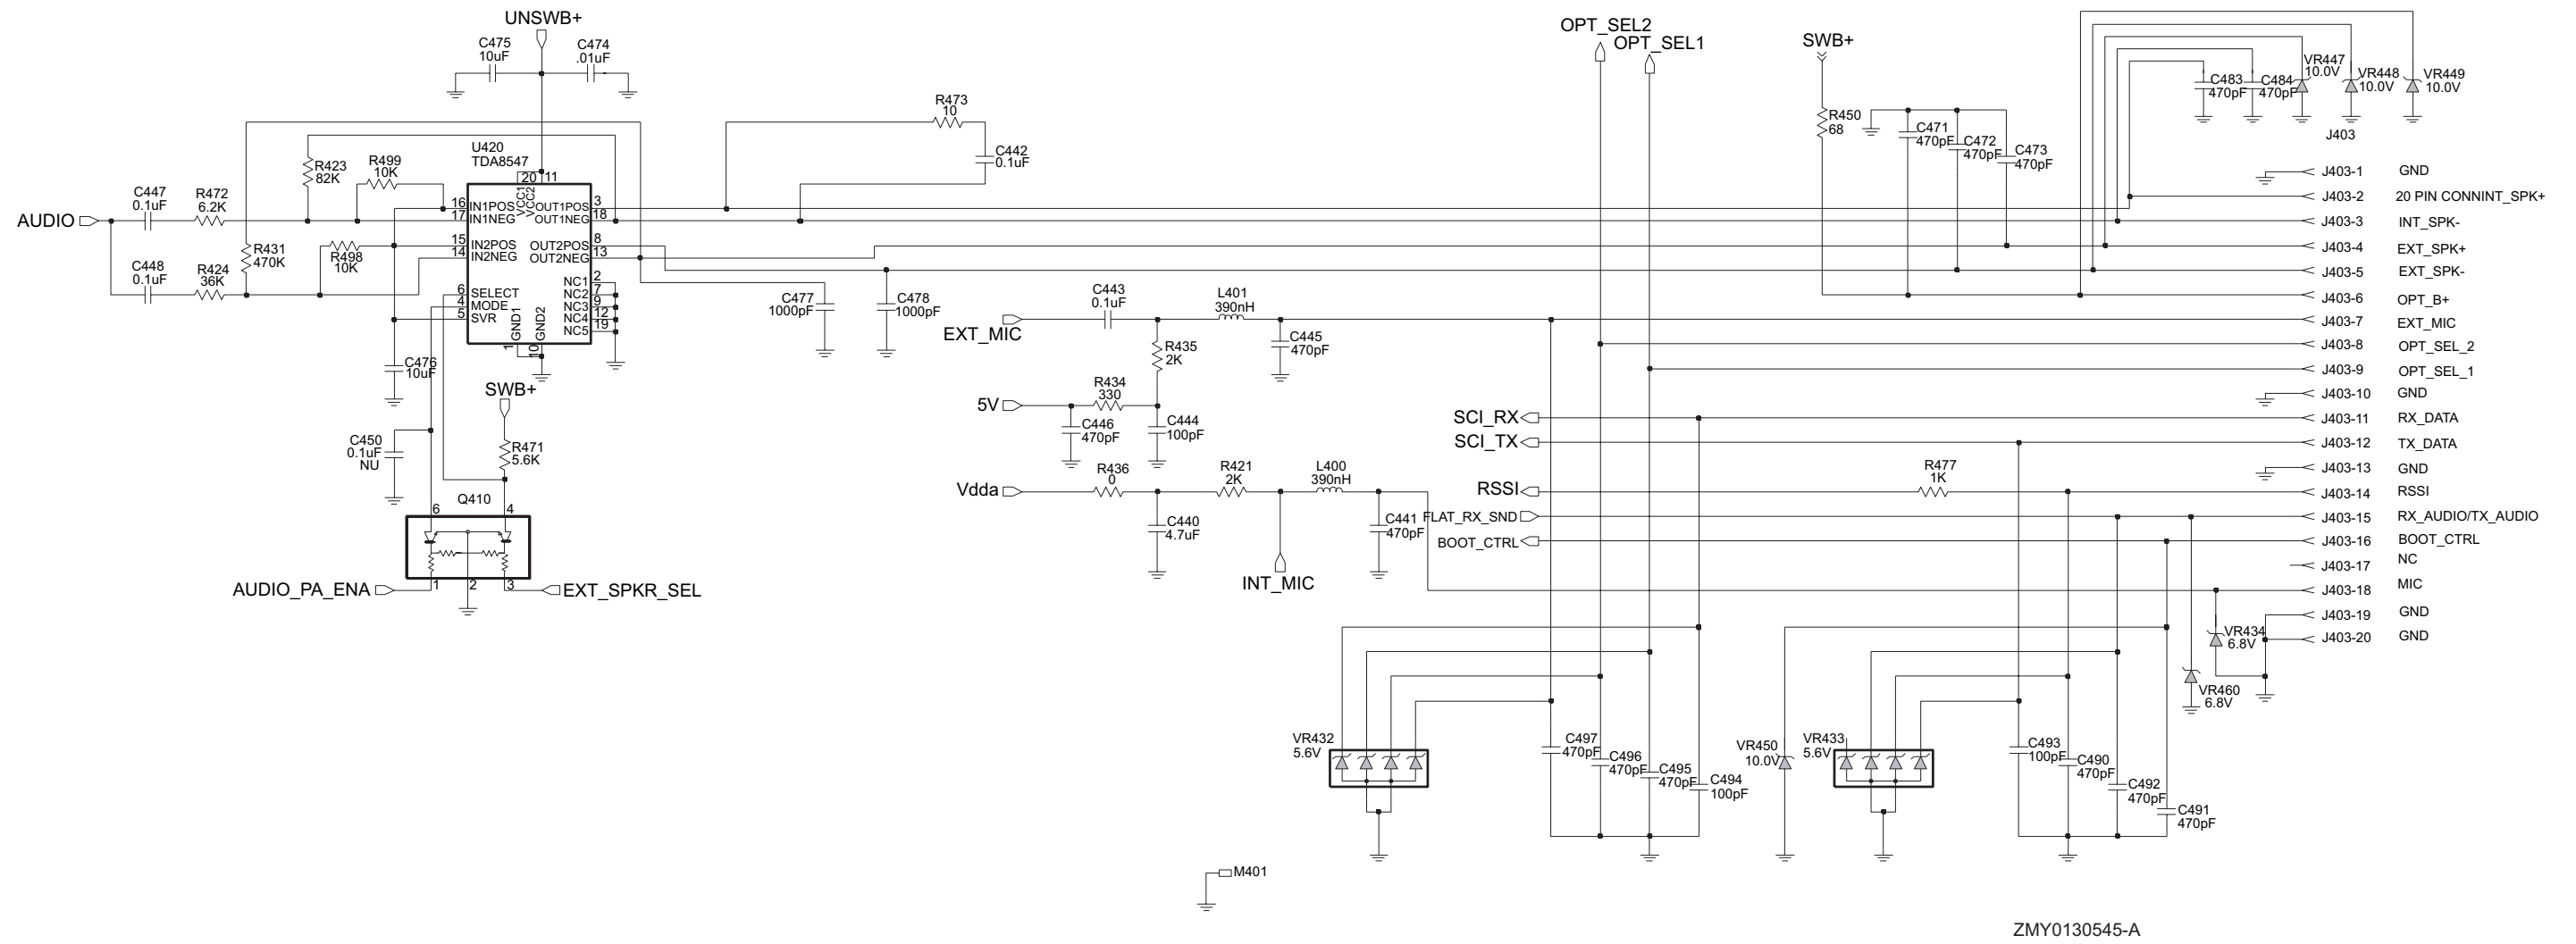 UNSWB+
C475
10uF
C474
.01uF
OPT_SEL2
OPT_SEL1
SWB+
VR447
10.0V
VR448
10.0V
VR449
10.0V
C483
470pF
C484
470pF
J403
R473
10
C442
0.1uF
R450
68
C471
470pF
C472
470pF
C473
470pF
U420
TDA8547
R423
82K
R499
10K
C447
0.1uF
R472
6.2K
AUDIO
R431
470K
R498
10K
C448
0.1uF
R424
36K
20
11
VCC1
VCC2
16
IN1POS
17
IN1NEG
15
IN2POS
14
IN2NEG
6
SELECT
4
MODE
5
SVR
OUT1POS
3
OUT1NEG
18
OUT2POS
8
OUT2NEG
13
NC1
2
NC2
7
NC3
9
NC4
12
NC5
19
GND1
GND2
1
10
C476
10uF
SWB+
C450
0.1uF
NU
R471
5.6K
Q410
6
4
1
2
3
AUDIO_PA_ENA
EXT_SPKR_SEL
C477
1000pF
C478
1000pF
EXT_MIC
C443
0.1uF
L401
390nH
C445
470pF
R435
2K
5V
R434
330
C446
470pF
C444
100pF
Vdda
R436
0
R421
2K
L400
390nH
C440
4.7uF
INT_MIC
C441
470pF
SCI_RX
SCI_TX
RSSI
FLAT_RX_SND
BOOT_CTRL
R477
1K
J403-1 GND
J403-2 20 PIN CONNINT_SPK+
J403-3 INT_SPK-
J403-4 EXT_SPK+
J403-5 EXT_SPK-
J403-6 OPT_B+
J403-7 EXT_MIC
J403-8 OPT_SEL_2
J403-9 OPT_SEL_1
J403-10 GND
J403-11 RX_DATA
J403-12 TX_DATA
J403-13 GND
J403-14 RSSI
J403-15 RX_AUDIO/TX_AUDIO
J403-16 BOOT_CTRL
J403-17 NC
J403-18 MIC
J403-19 GND
J403-20 GND
VR434
6.8V
VR460
6.8V
VR432
5.6V
C497
470pF
C496
470pF
C495
470pF
C494
100pF
VR450
10.0V
VR433
5.6V
C493
100pF
C490
470pF
C492
470pF
C491
470pF
M401
ZMY0130545-A